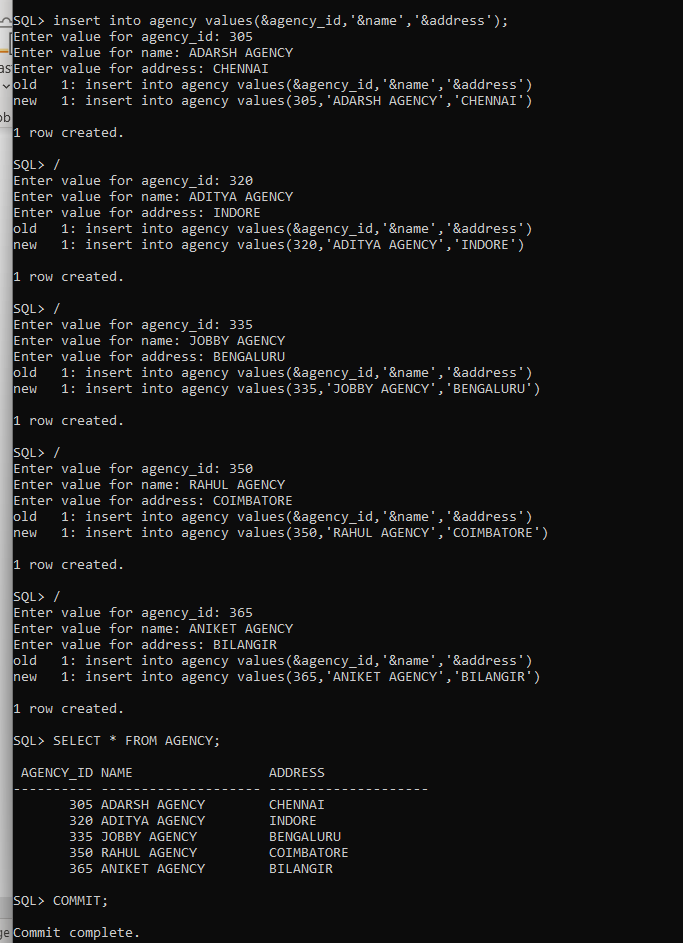 SQL> insert into agency values(&agency_id,'&name','&address');
Enter value for agency_id: 305
Enter value for name: ADARSH AGENCY
Enter value for address: CHENNAI
old   1: insert into agency values(&agency_id,'&name','&address')
new   1: insert into agency values(305,'ADARSH AGENCY','CHENNAI')

1 row created.

SQL> /
Enter value for agency_id: 320
Enter value for name: ADITYA AGENCY
Enter value for address: INDORE
old   1: insert into agency values(&agency_id,'&name','&address')
new   1: insert into agency values(320,'ADITYA AGENCY','INDORE')

1 row created.

SQL> /
Enter value for agency_id: 335
Enter value for name: JOBBY AGENCY
Enter value for address: BENGALURU
old   1: insert into agency values(&agency_id,'&name','&address')
new   1: insert into agency values(335,'JOBBY AGENCY','BENGALURU')

1 row created.

SQL> /
Enter value for agency_id: 350
Enter value for name: RAHUL AGENCY
Enter value for address: COIMBATORE
old   1: insert into agency values(&agency_id,'&name','&address')
new   1: insert into agency values(350,'RAHUL AGENCY','COIMBATORE')

1 row created.

SQL> /
Enter value for agency_id: 365
Enter value for name: ANIKET AGENCY
Enter value for address: BILANGIR
old   1: insert into agency values(&agency_id,'&name','&address')
new   1: insert into agency values(365,'ANIKET AGENCY','BILANGIR')

1 row created.

SQL> SELECT * FROM AGENCY;

 AGENCY_ID NAME                 ADDRESS
---------- -------------------- --------------------
       305 ADARSH AGENCY        CHENNAI
       320 ADITYA AGENCY        INDORE
       335 JOBBY AGENCY         BENGALURU
       350 RAHUL AGENCY         COIMBATORE
       365 ANIKET AGENCY        BILANGIR

SQL> COMMIT;

Commit complete.